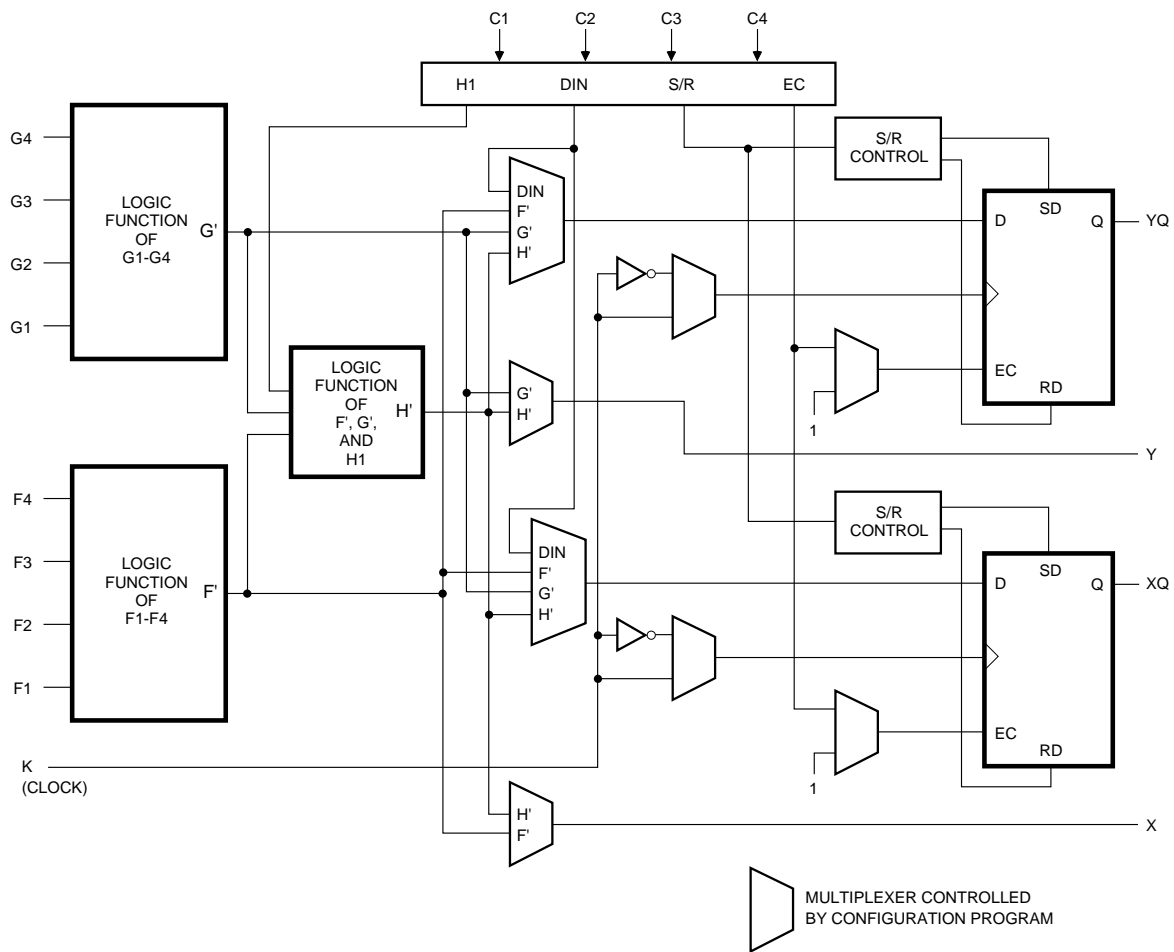 C1 C2 C3 C4
H1 DIN S/R EC
G4
G3
G2
G1
LOGIC
FUNCTION
OF
G1-G4
G'
DIN
F'
G'
H'
S/R
CONTROL
D
SD
Q
EC
RD
YQ
1
LOGIC
FUNCTION
OF
F', G',
AND
H1
H'
G'
H'
Y
F4
F3
F2
F1
LOGIC
FUNCTION
OF
F1-F4
F'
DIN
F'
G'
H'
S/R
CONTROL
D
SD
Q
EC
RD
XQ
1
K
(CLOCK)
H'
F'
X
MULTIPLEXER CONTROLLED
BY CONFIGURATION PROGRAM